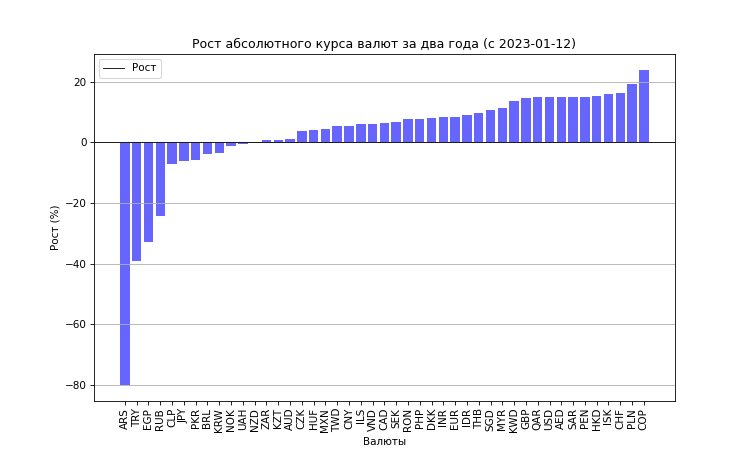 Рост абсолютного курса валют за два года (с 2023-01-12)
Рост
Рост (%)
20
0
−20
−40
−60
−80
ARS TRY EGP RUB CLP JPY PKR BRL KRW NOK UAH NZD ZAR KZT AUD CZK HUF MXN TWD CNY ILS VND CAD SEK RON PHP DKK INR EUR IDR THB SGD MYR KWD GBP QAR USD AED SAR PEN HKD ISK CHF PLN COP
Валюты